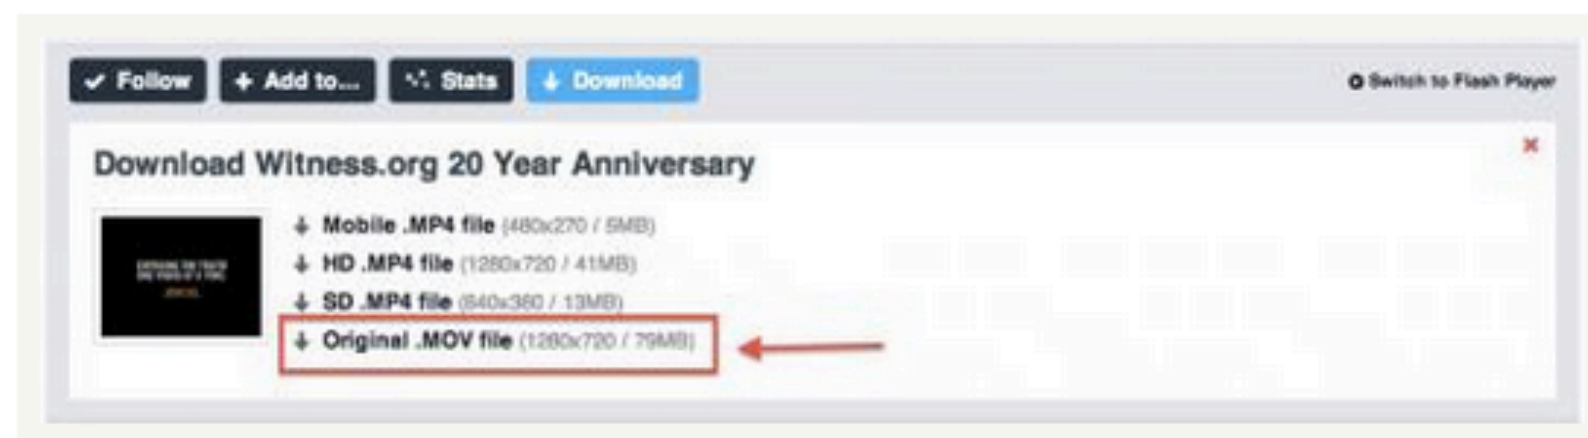 Follow Add to... Stats Download Switch to Flash Player
Download Witness.org 20 Year Anniversary
Mobile .MP4 file (480x270 / 5MB)
HD .MP4 file (1280x720 / 41MB)
SD .MP4 file (640x360 / 13MB)
Original .MOV file (1280x720 / 79MB)